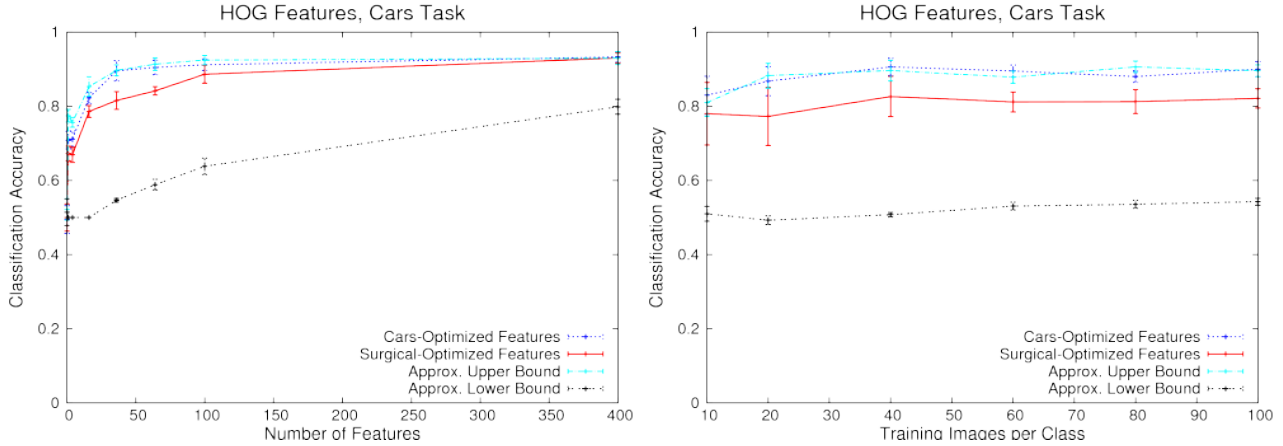 HOG Features, Cars Task
1
0.8
0.6
0.4
0.2
0
Classification Accuracy
0 50 100 150 200 250 300 350 400
Number of Features
Cars-Optimized Features
Surgical-Optimized Features
Approx. Upper Bound
Approx. Lower Bound
HOG Features, Cars Task
1
0.8
0.6
0.4
0.2
0
Classification Accuracy
10 20 30 40 50 60 70 80 90 100
Training Images per Class
Cars-Optimized Features
Surgical-Optimized Features
Approx. Upper Bound
Approx. Lower Bound